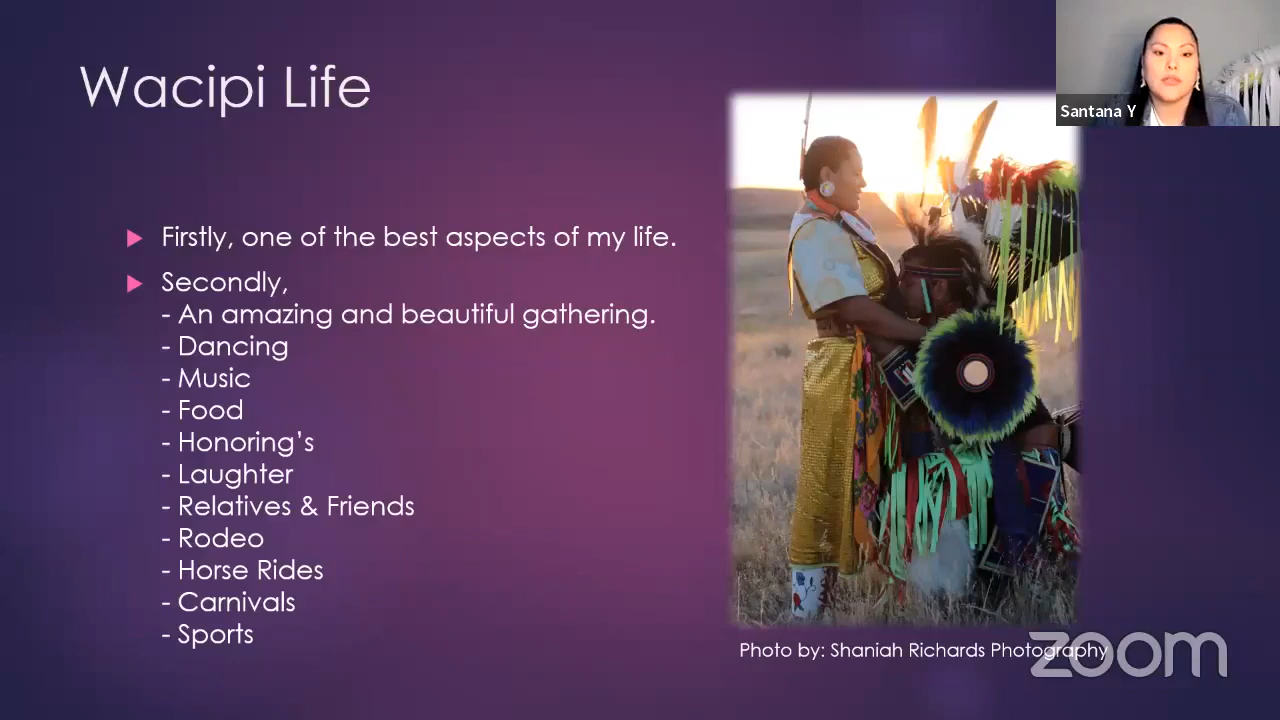 Wacipi Life
Santana Y
Firstly, one of the best aspects of my life.
Secondly,
- An amazing and beautiful gathering.
- Dancing
- Music
- Food
- Honoring’s
- Laughter
- Relatives & Friends
- Rodeo
- Horse Rides
- Carnivals
- Sports
Photo by: Shaniah Richards Photography
zoom